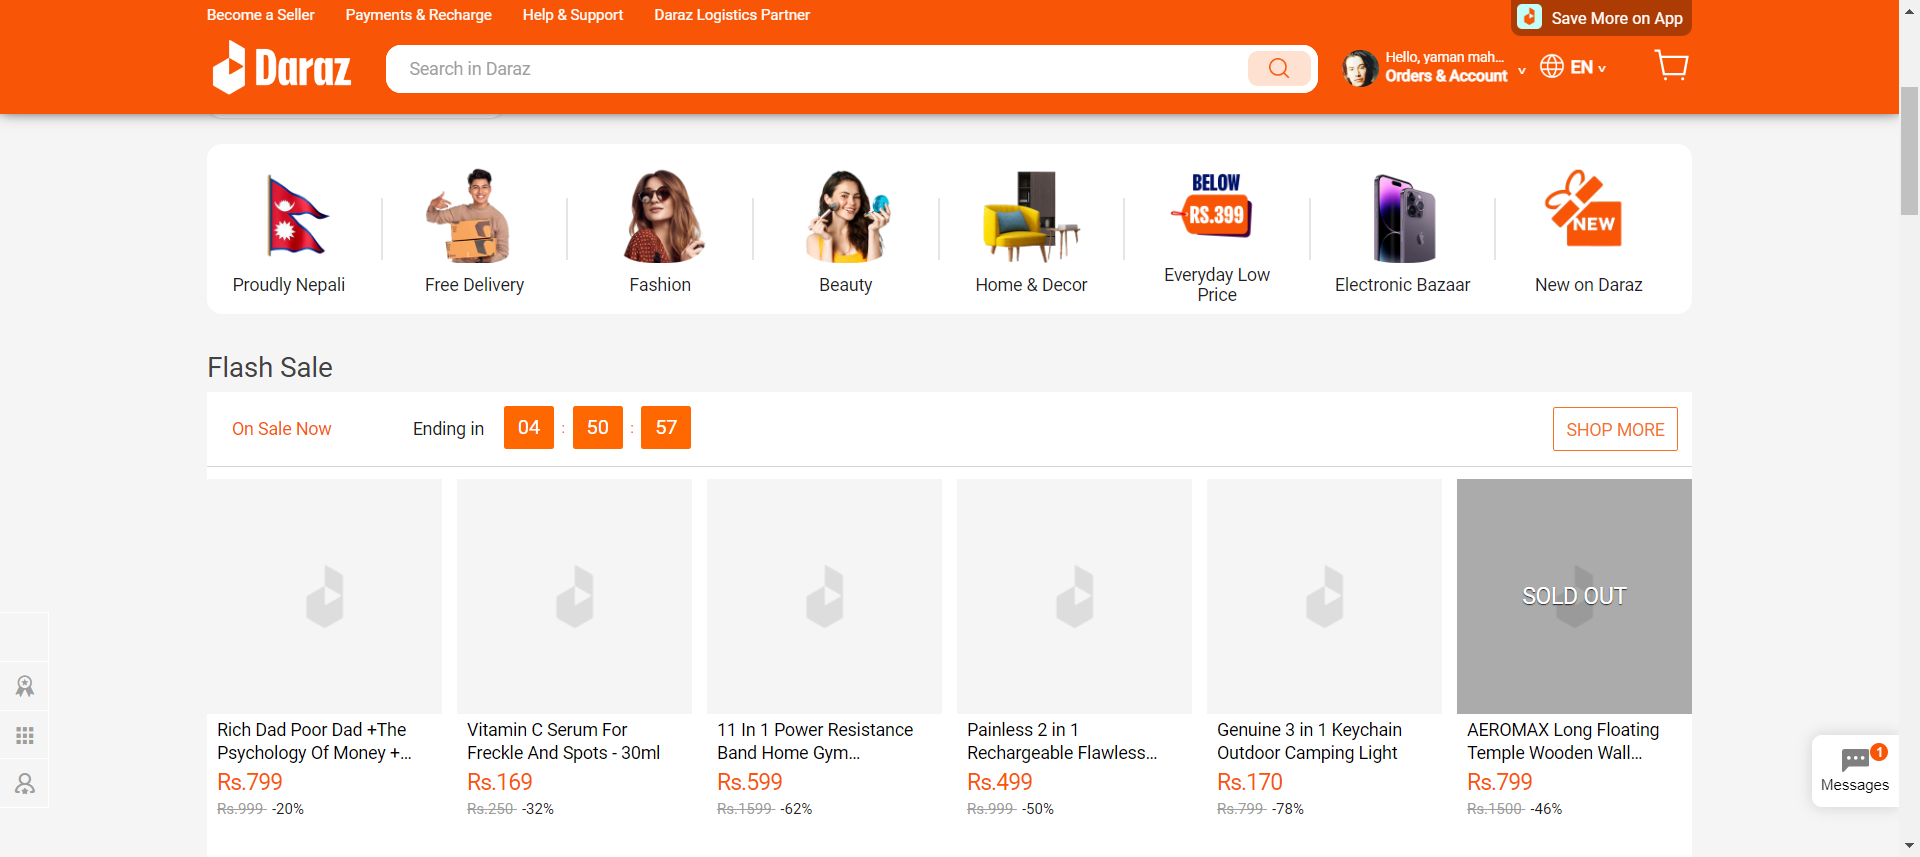 Become a Seller
Payments & Recharge
Help & Support
Daraz Logistics Partner
Save More on App
Daraz
Search in Daraz
Hello, yaman mah...
Orders & Account
EN
BELOW
RS.399
NEW
Proudly Nepali
Free Delivery
Fashion
Beauty
Home & Decor
Everyday Low
Price
Electronic Bazaar
New on Daraz
Flash Sale
On Sale Now
Ending in
04 : 50 : 57
SHOP MORE
SOLD OUT
Rich Dad Poor Dad +The
Psychology Of Money +...
Rs.799
Rs.999 -20%
Vitamin C Serum For
Freckle And Spots - 30ml
Rs.169
Rs.250 -32%
11 In 1 Power Resistance
Band Home Gym...
Rs.599
Rs.1599 -62%
Painless 2 in 1
Rechargeable Flawless...
Rs.499
Rs.999 -50%
Genuine 3 in 1 Keychain
Outdoor Camping Light
Rs.170
Rs.799 -78%
AEROMAX Long Floating
Temple Wooden Wall...
Rs.799
Rs.1500 -46%
1
Messages